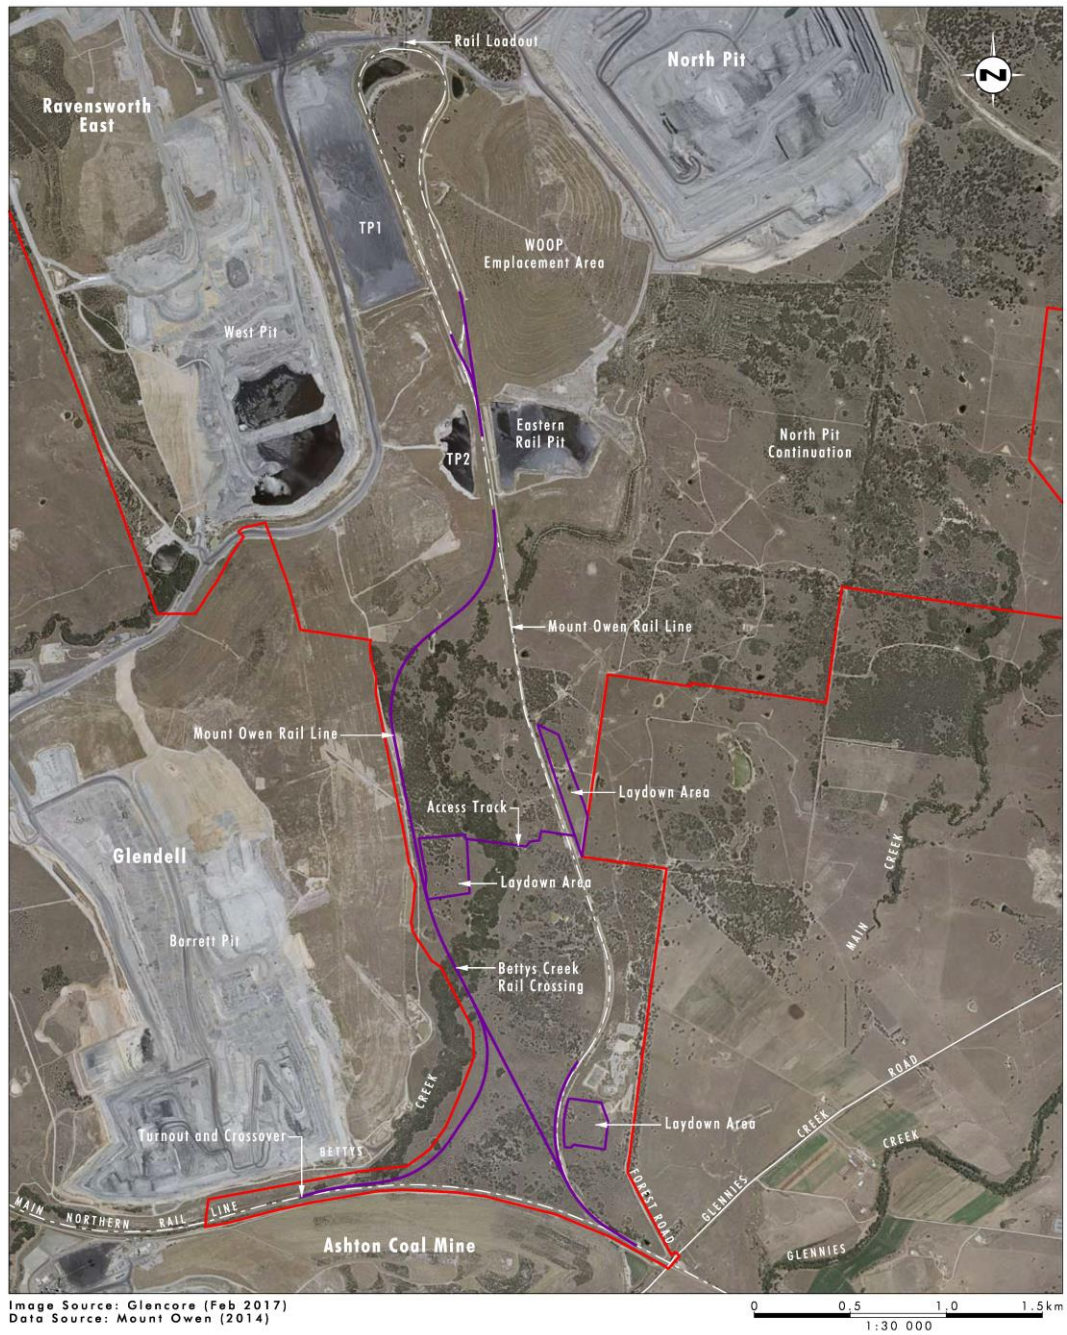 Rail Loadout
North Pit
N
Ravensworth
East
TP1
WOOP
Emplacement Area
West Pit
Eastern
Rail Pit
North Pit
Continuation
TP2
Mount Owen Rail Line
Mount Owen Rail Line
Laydown Area
Access Track
Glendell
Laydown Area
CREEK
MAIN
Barrett Pit
Bettys Creek
Rail Crossing
ROAD
CREEK
Laydown Area
CREEK
CREEK
Turnout and Crossover
BETTYS
FOREST ROAD
GLENNIES
MAIN NORTHERN RAIL LINE
Ashton Coal Mine
GLENNIES
Image Source: Glencore (Feb 2017)
Data Source: Mount Owen (2014)
0 0.5 1.0 1.5km
1:30 000